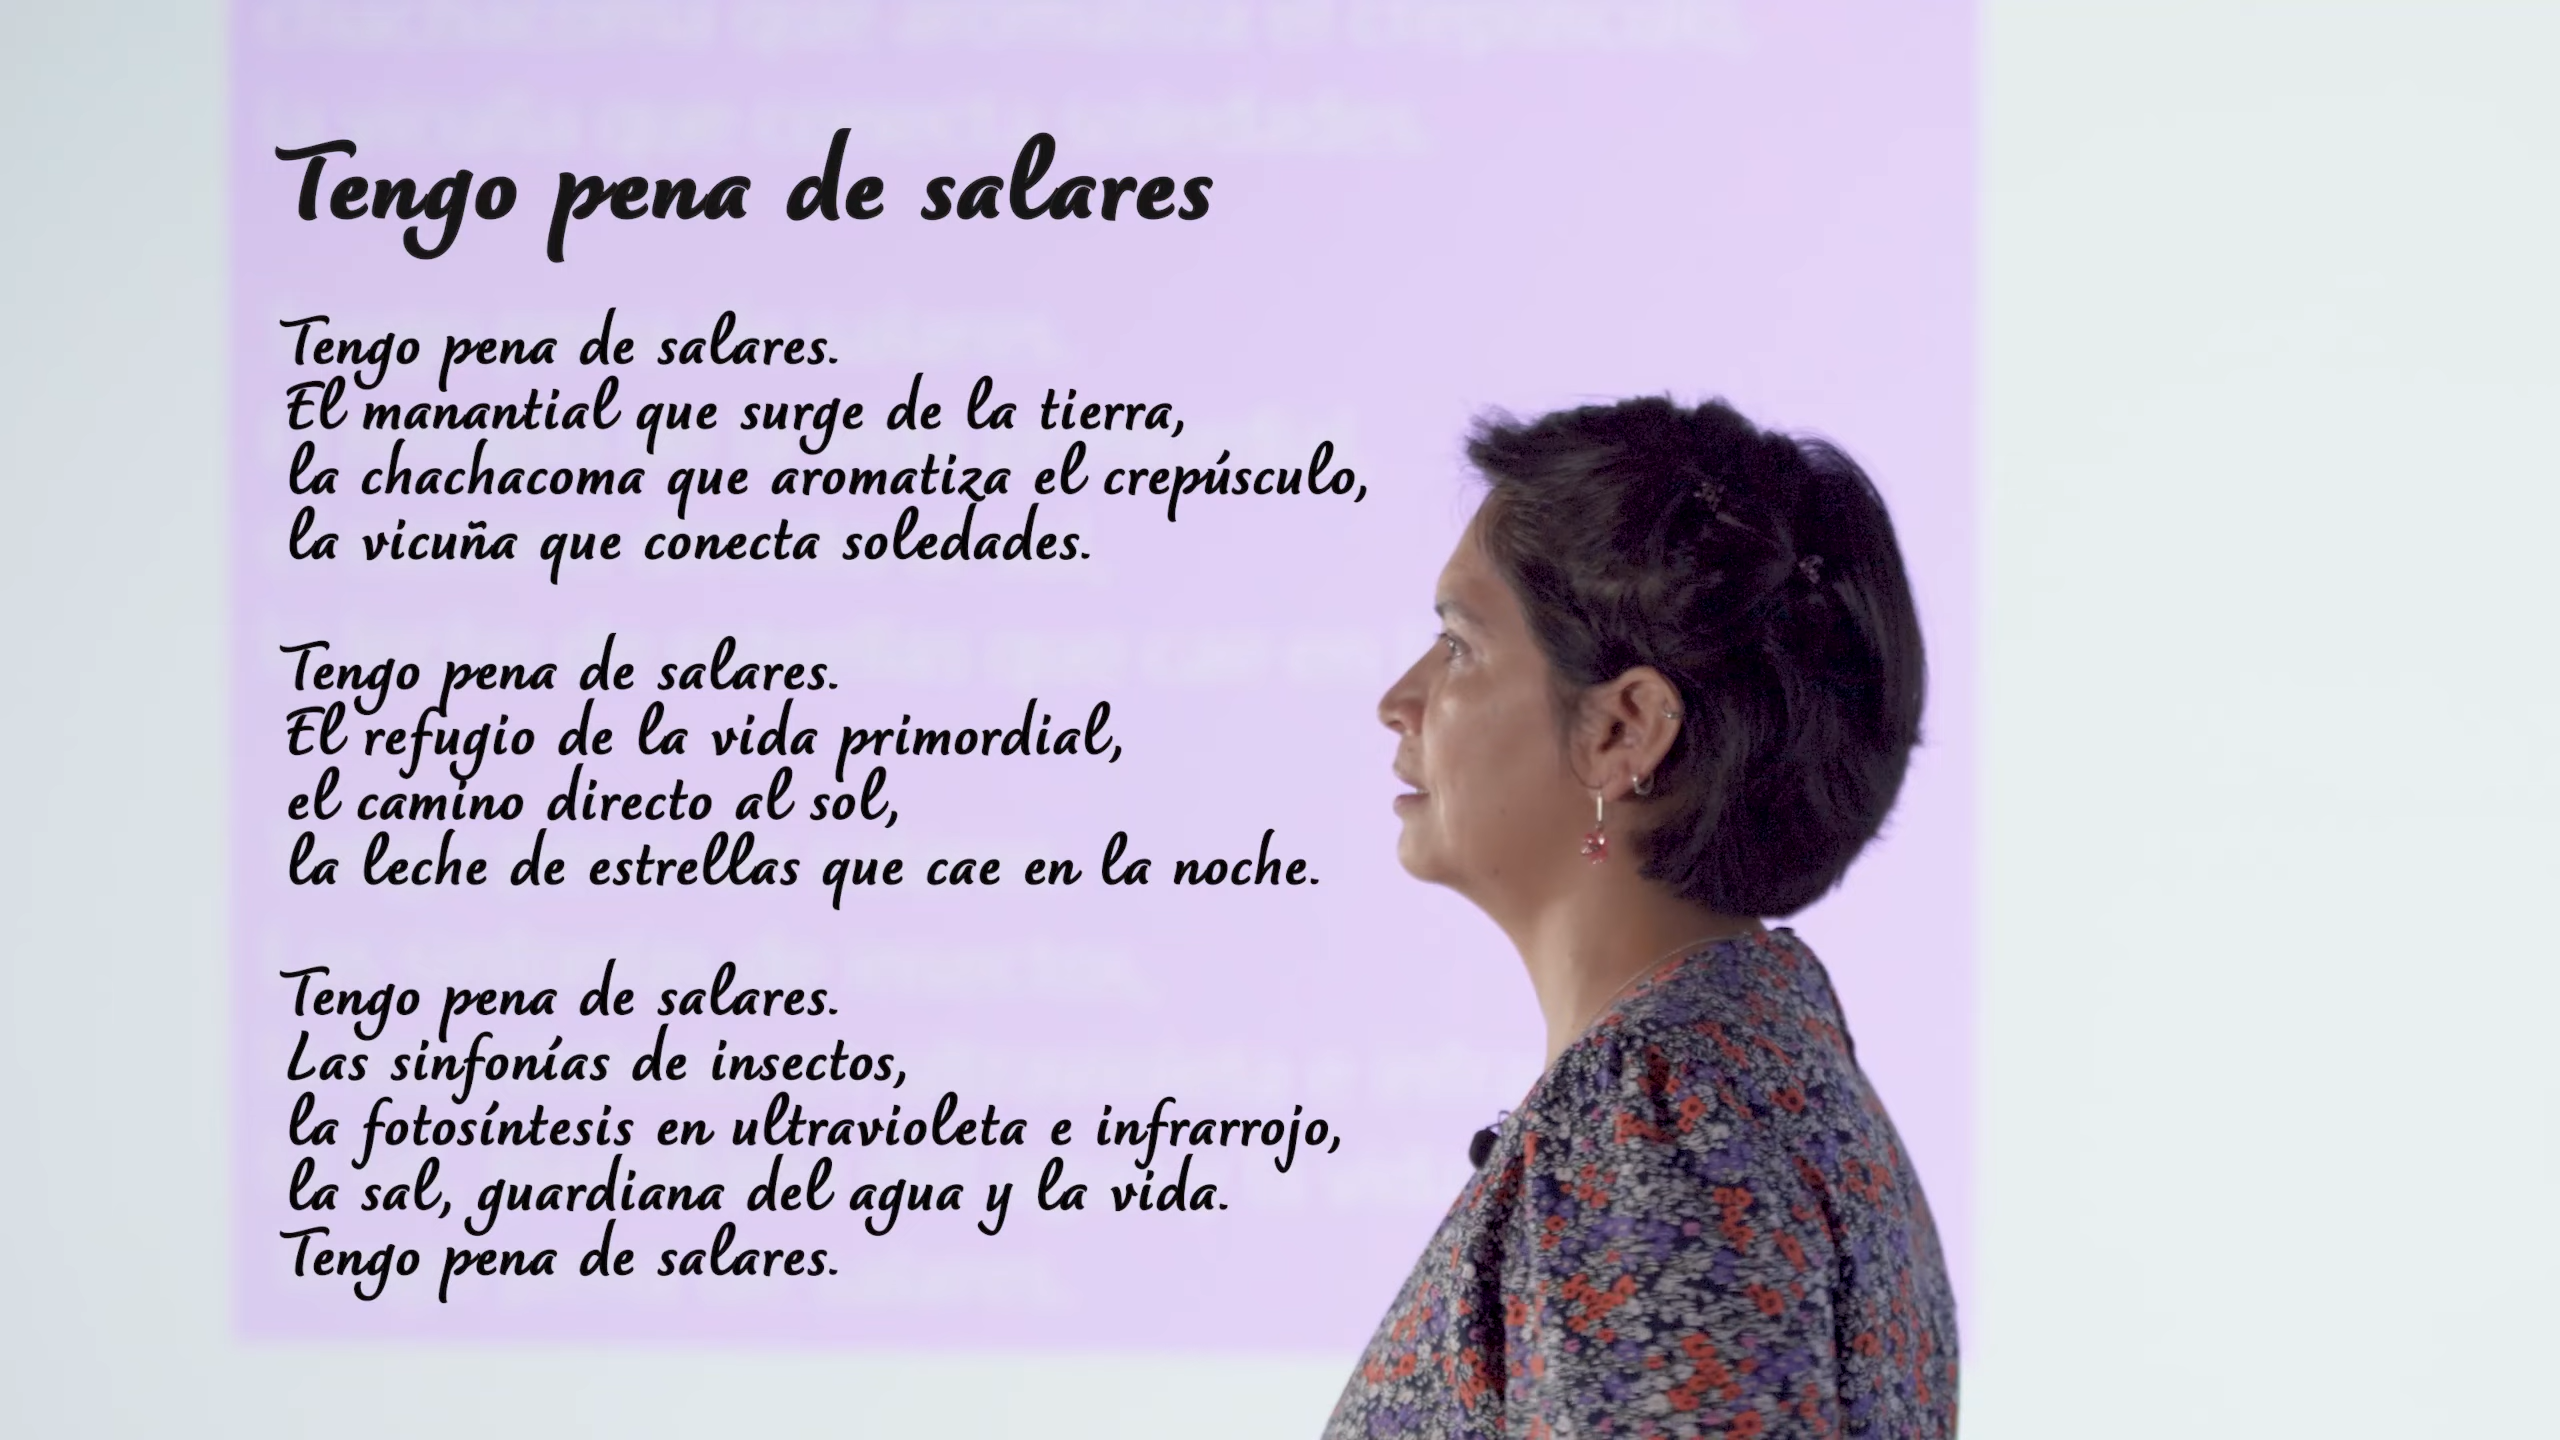 Tengo pena de salares
Tengo pena de salares.
El manantial que surge de la tierra,
la chachacoma que aromatiza el crepúsculo,
la vicuña que conecta soledades.
Tengo pena de salares.
El refugio de la vida primordial,
el camino directo al sol,
la leche de estrellas que cae en la noche.
Tengo pena de salares.
Las sinfonías de insectos,
la fotosíntesis en ultravioleta e infrarrojo,
la sal, guardiana del agua y la vida.
Tengo pena de salares.